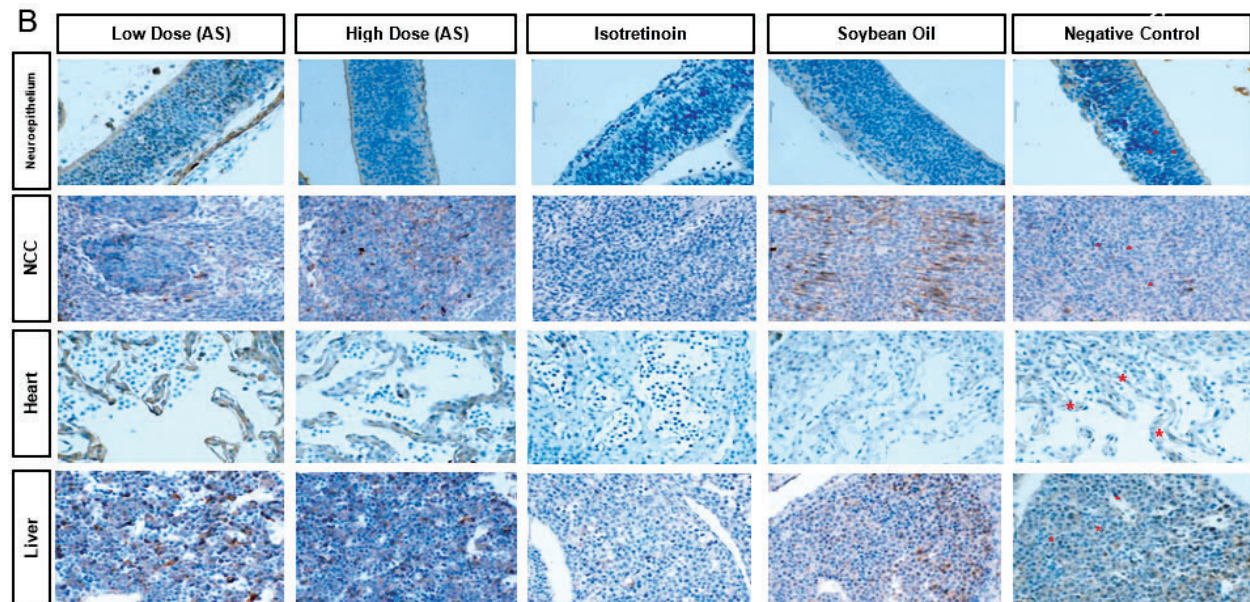 B
Low Dose (AS)
High Dose (AS)
Isotretinoin
Soybean Oil
Negative Control
Neuroepithelium
NCC
Heart
Liver